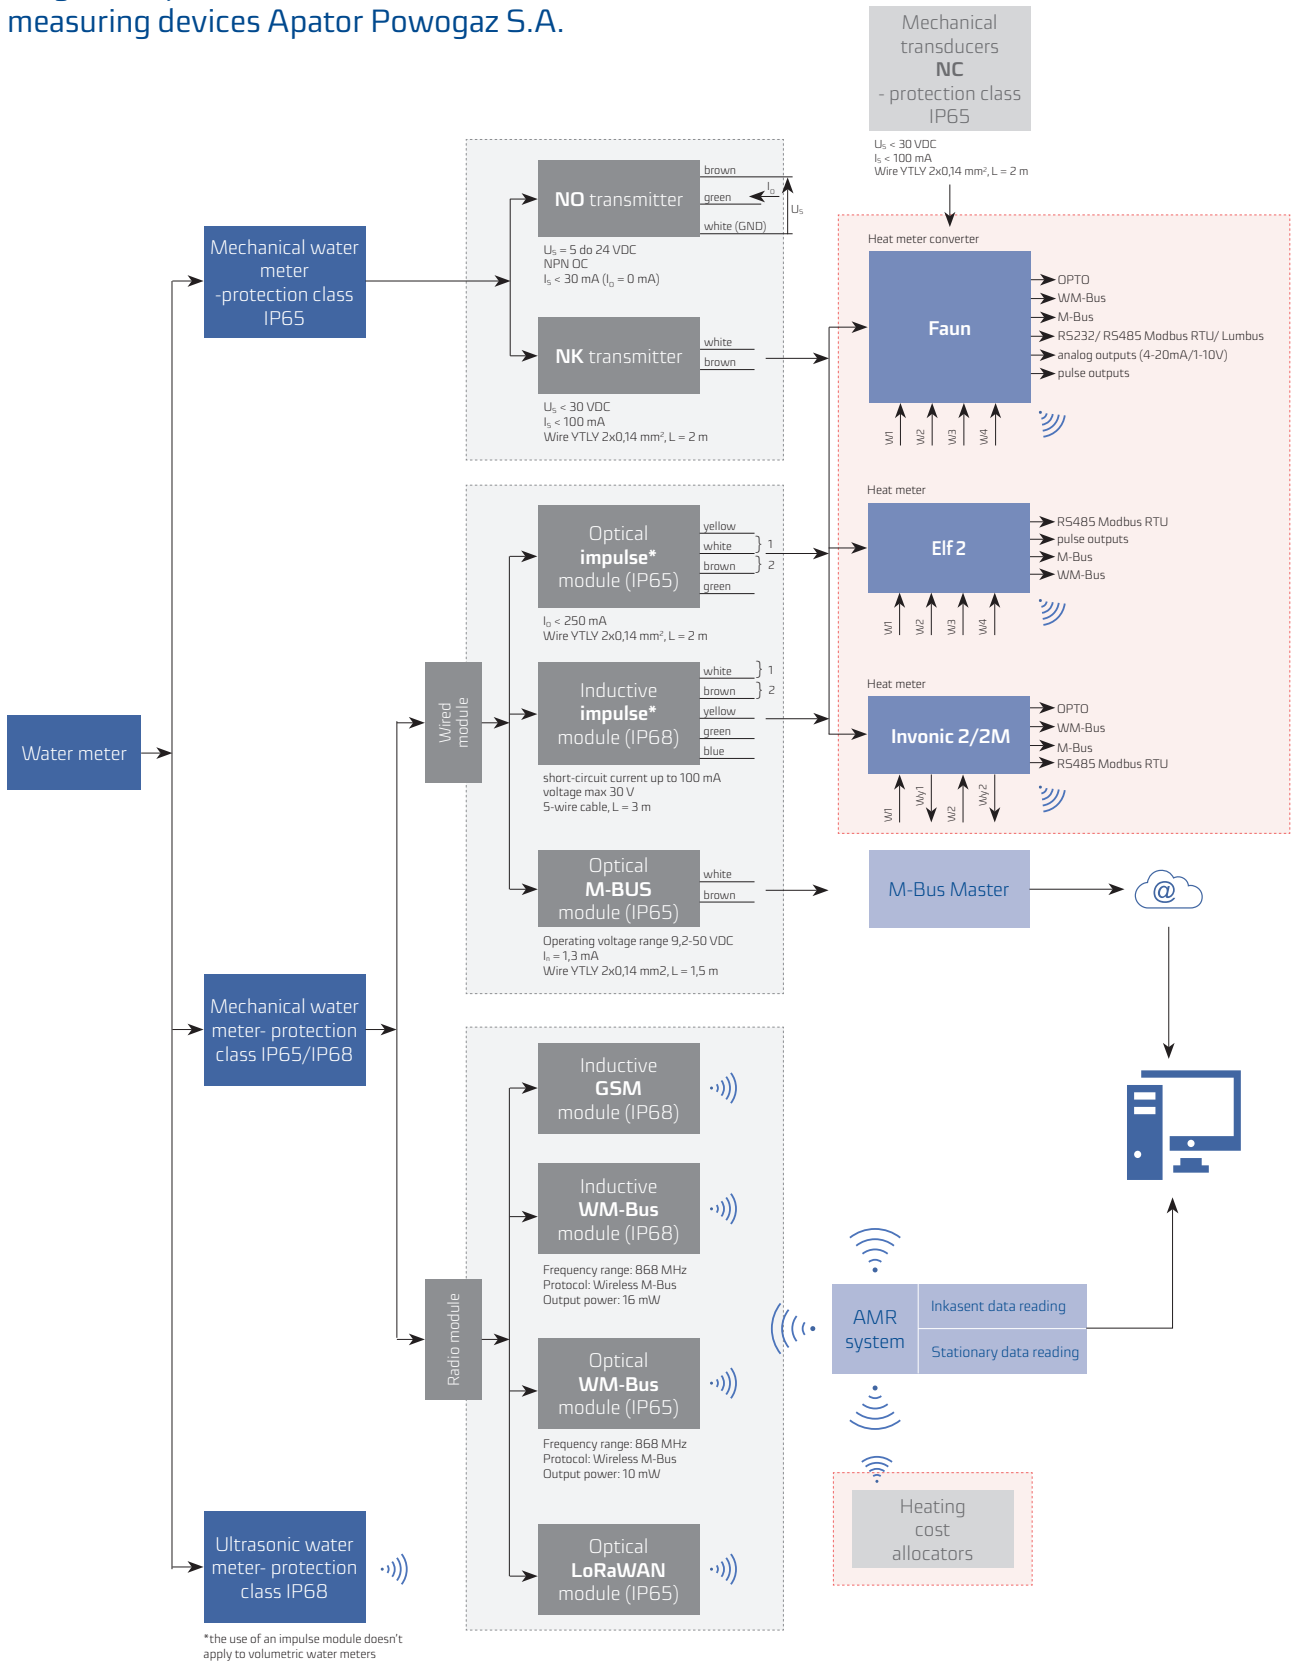 measuring devices Apator Powogaz S.A.
Mechanical
transducers
NC
- protection class
IP65
U₅ < 30 VDC
I₅ < 100 mA
Wire YTLY 2x0,14 mm², L = 2 m
NO transmitter
brown
green
white (GND)
I₀
U₅
U₅ = 5 do 24 VDC
NPN OC
I₅ < 30 mA (I₀ = 0 mA)
NK transmitter
white
brown
U₅ < 30 VDC
I₅ < 100 mA
Wire YTLY 2x0,14 mm², L = 2 m
Mechanical water
meter
-protection class
IP65
Heat meter converter
Faun
OPTO
WM-Bus
M-Bus
RS232/ RS485 Modbus RTU/ Lumbus
analog outputs (4-20mA/1-10V)
pulse outputs
W1
W2
W3
W4
Heat meter
Elf 2
RS485 Modbus RTU
pulse outputs
M-Bus
WM-Bus
W1
W2
W3
W4
Heat meter
Invonic 2/2M
OPTO
WM-Bus
M-Bus
RS485 Modbus RTU
W1
Wy1
W2
Wy2
Optical
impulse*
module (IP65)
yellow
white
brown
green
} 1
} 2
I₀ < 250 mA
Wire YTLY 2x0,14 mm², L = 2 m
Wired
module
Inductive
impulse*
module (IP68)
white
brown
yellow
green
blue
} 1
} 2
short-circuit current up to 100 mA
voltage max 30 V
5-wire cable, L = 3 m
Water meter
Optical
M-BUS
module (IP65)
white
brown
Operating voltage range 9,2-50 VDC
Iₙ = 1,3 mA
Wire YTLY 2x0,14 mm2, L = 1,5 m
M-Bus Master
@
Mechanical water
meter- protection
class IP65/IP68
Inductive
GSM
module (IP68)
Inductive
WM-Bus
module (IP68)
Frequency range: 868 MHz
Protocol: Wireless M-Bus
Output power: 16 mW
Radio module
Optical
WM-Bus
module (IP65)
Frequency range: 868 MHz
Protocol: Wireless M-Bus
Output power: 10 mW
AMR
system
Inkasent data reading
Stationary data reading
Heating
cost
allocators
Optical
LoRaWAN
module (IP65)
Ultrasonic water
meter- protection
class IP68
*the use of an impulse module doesn't
apply to volumetric water meters